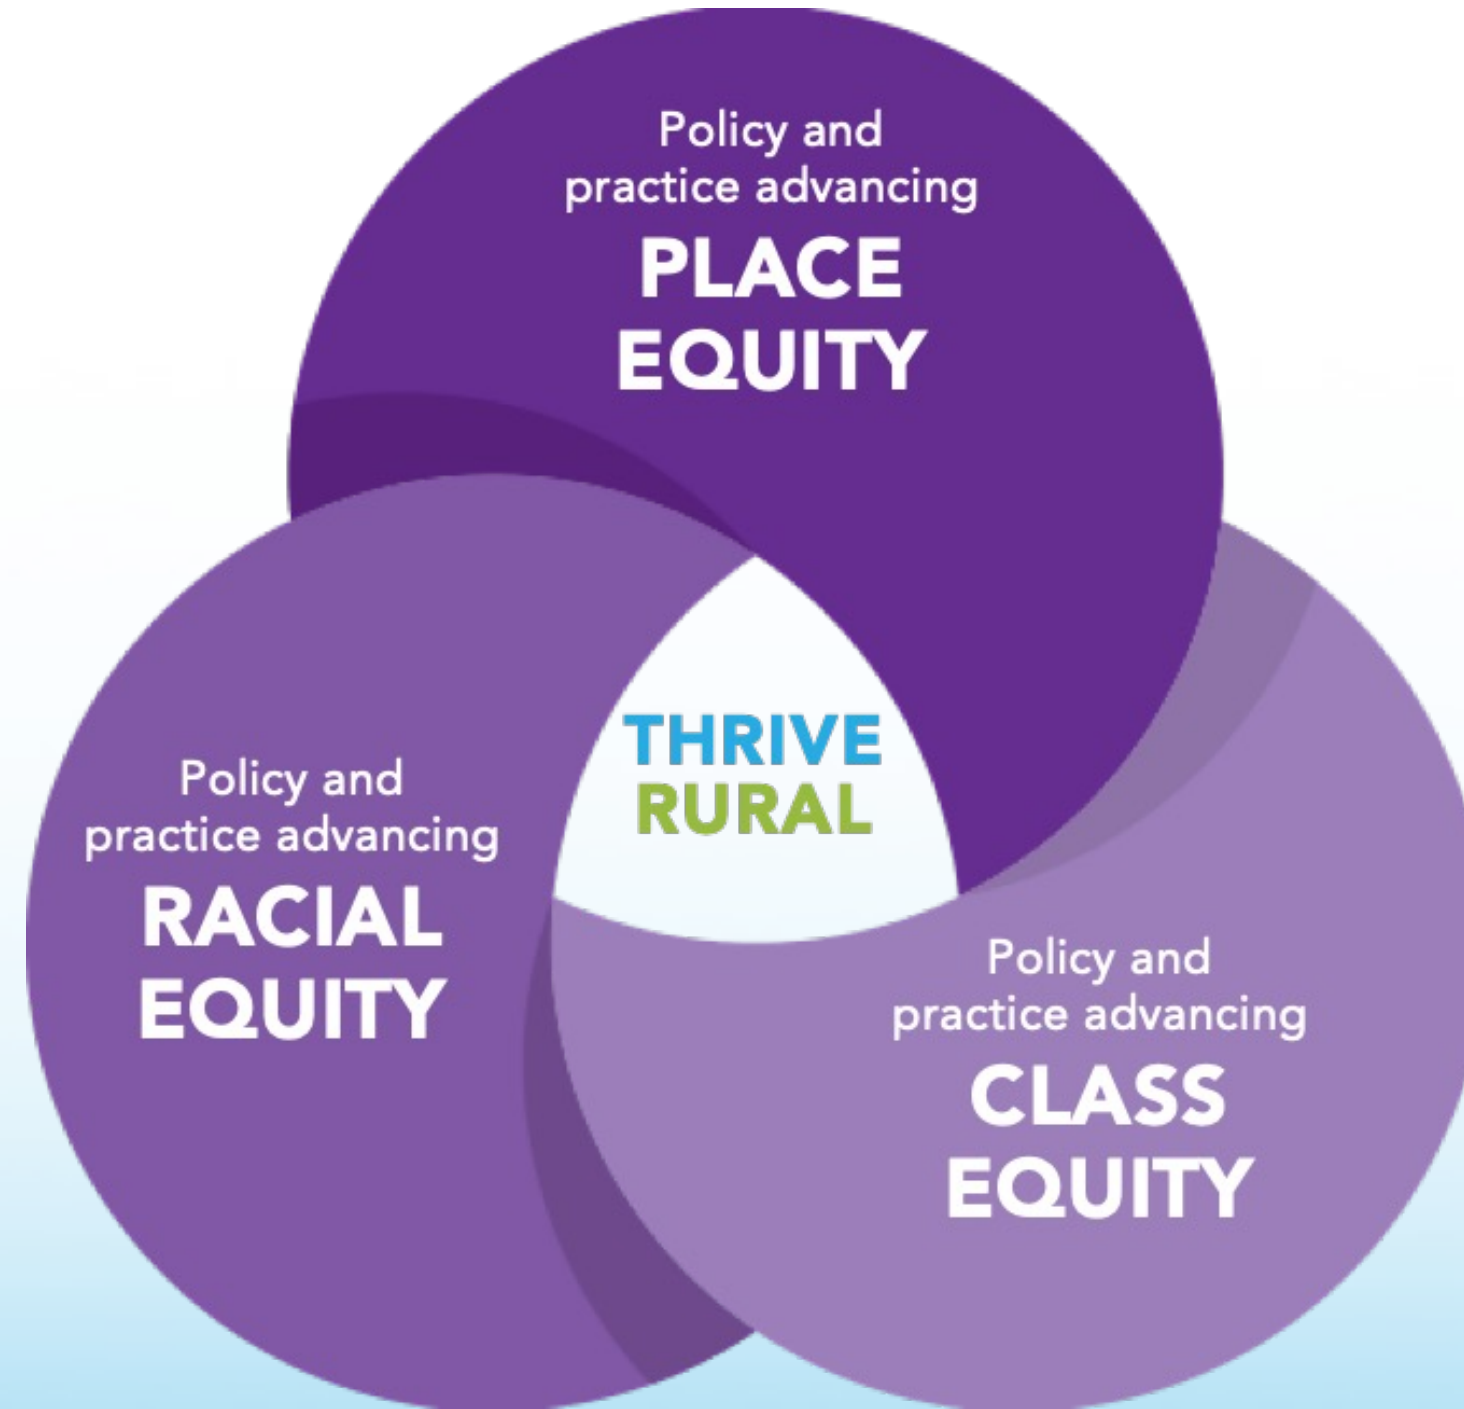 Policy and
practice advancing
PLACE
EQUITY
THRIVE
RURAL
Policy and
practice advancing
RACIAL
EQUITY
Policy and
practice advancing
CLASS
EQUITY